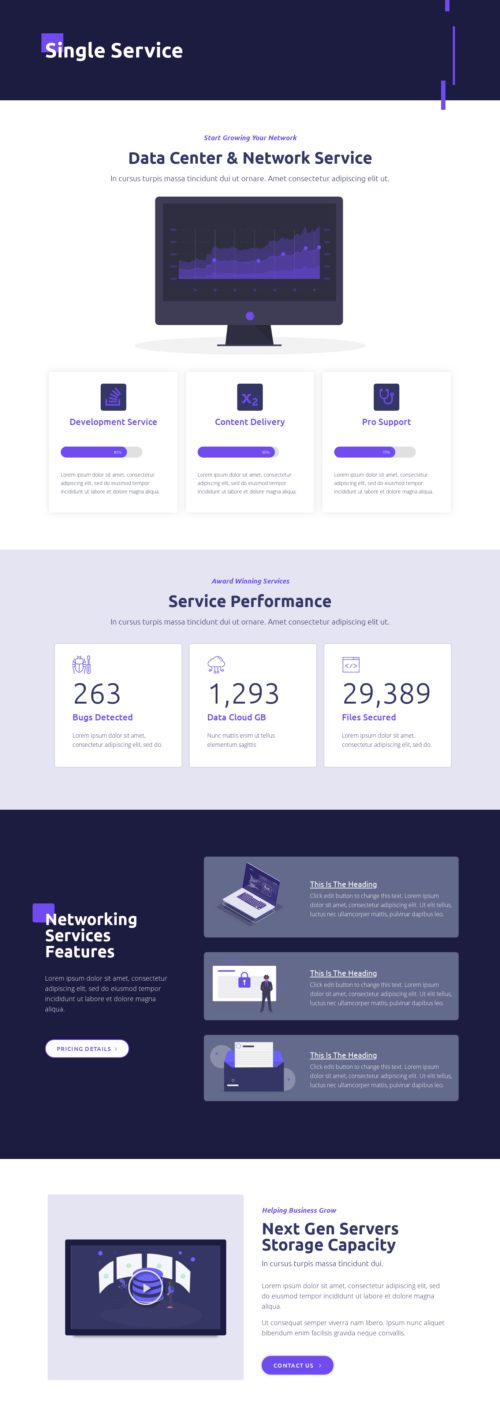 Single Service
Start Growing Your Network
Data Center & Network Service
In cursus turpis massa tincidunt dui ut ornare. Amet consectetur adipiscing elit ut.
Development Service
Lorem ipsum dolor sit amet, consectetur
adipiscing elit, sed do eiusmod tempor
incididunt ut labore et dolore magna aliqua.
x2
Content Delivery
Lorem ipsum dolor sit amet, consectetur
adipiscing elit, sed do eiusmod tempor
incididunt ut labore et dolore magna aliqua.
Pro Support
Lorem ipsum dolor sit amet, consectetur
adipiscing elit, sed do eiusmod tempor
incididunt ut labore et dolore magna aliqua.
Award Winning Services
Service Performance
In cursus turpis massa tincidunt dui ut ornare. Amet consectetur adipiscing elit ut.
263
Bugs Detected
Lorem ipsum dolor sit amet,
consectetur adipiscing elit, sed do.
1,293
Data Cloud GB
Nunc mattis enim ut tellus
elementum sagittis
</>
29,389
Files Secured
Lorem ipsum dolor sit amet,
consectetur adipiscing elit, sed do.
Networking
Services
Features
Lorem ipsum dolor sit amet, consectetur
adipiscing elit, sed do eiusmod tempor
incididunt ut labore et dolore magna
aliqua.
PRICING DETAILS ›
This Is The Heading
Click edit button to change this text. Lorem ipsum
dolor sit amet, consectetur adipiscing elit. Ut elit tellus,
luctus nec ullamcorper mattis, pulvinar dapibus leo.
This Is The Heading
Click edit button to change this text. Lorem ipsum
dolor sit amet, consectetur adipiscing elit. Ut elit tellus,
luctus nec ullamcorper mattis, pulvinar dapibus leo.
This Is The Heading
Click edit button to change this text. Lorem ipsum
dolor sit amet, consectetur adipiscing elit. Ut elit tellus,
luctus nec ullamcorper mattis, pulvinar dapibus leo.
Helping Business Grow
Next Gen Servers
Storage Capacity
In cursus turpis massa tincidunt dui.
Lorem ipsum dolor sit amet, consectetur adipiscing elit, sed
do eiusmod tempor incididunt ut labore et dolore magna
aliqua.
Ut consequat semper viverra nam libero. Ipsum nunc aliquet
bibendum enim facilisis gravida neque convallis.
CONTACT US ›